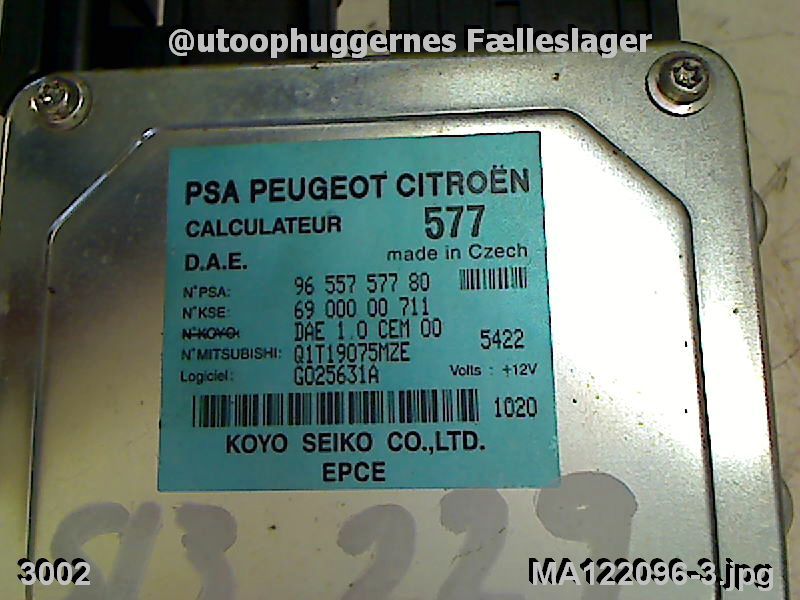 @utoophuggernes Fælleslager
PSA PEUGEOT CITROËN
CALCULATEUR 577
D.A.E. made in Czech
N°PSA: 96 557 577 80
N°KSE: 69 000 00 711
N°KOYO: DAE 1.0 CEM 00
5422
N°MITSUBISHI: Q1T19075MZE
Logiciel: G025631A Volts : +12V
1020
KOYO SEIKO CO.,LTD.
EPCE
513 229
3002 MA122096-3.jpg